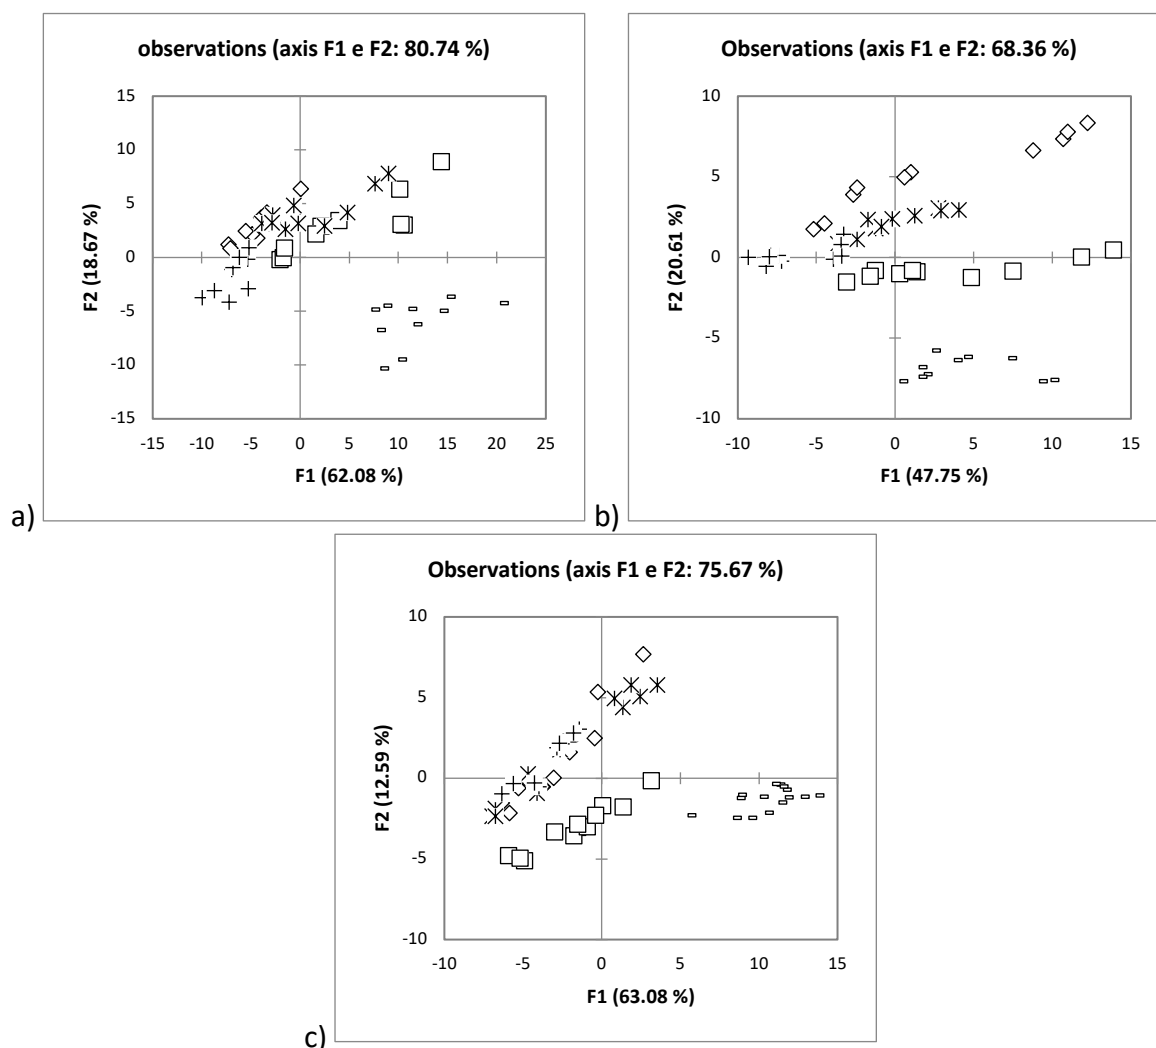 observations (axis F1 e F2: 80.74 %)
15
10
5
0
-5
-10
-15
-15 -10 -5 0 5 10 15 20 25
F2 (18.67 %)
F1 (62.08 %)
a)
Observations (axis F1 e F2: 68.36 %)
10
5
0
-5
-10
-10 -5 0 5 10 15
F2 (20.61 %)
F1 (47.75 %)
b)
Observations (axis F1 e F2: 75.67 %)
10
5
0
-5
-10
-10 -5 0 5 10 15
F2 (12.59 %)
F1 (63.08 %)
c)